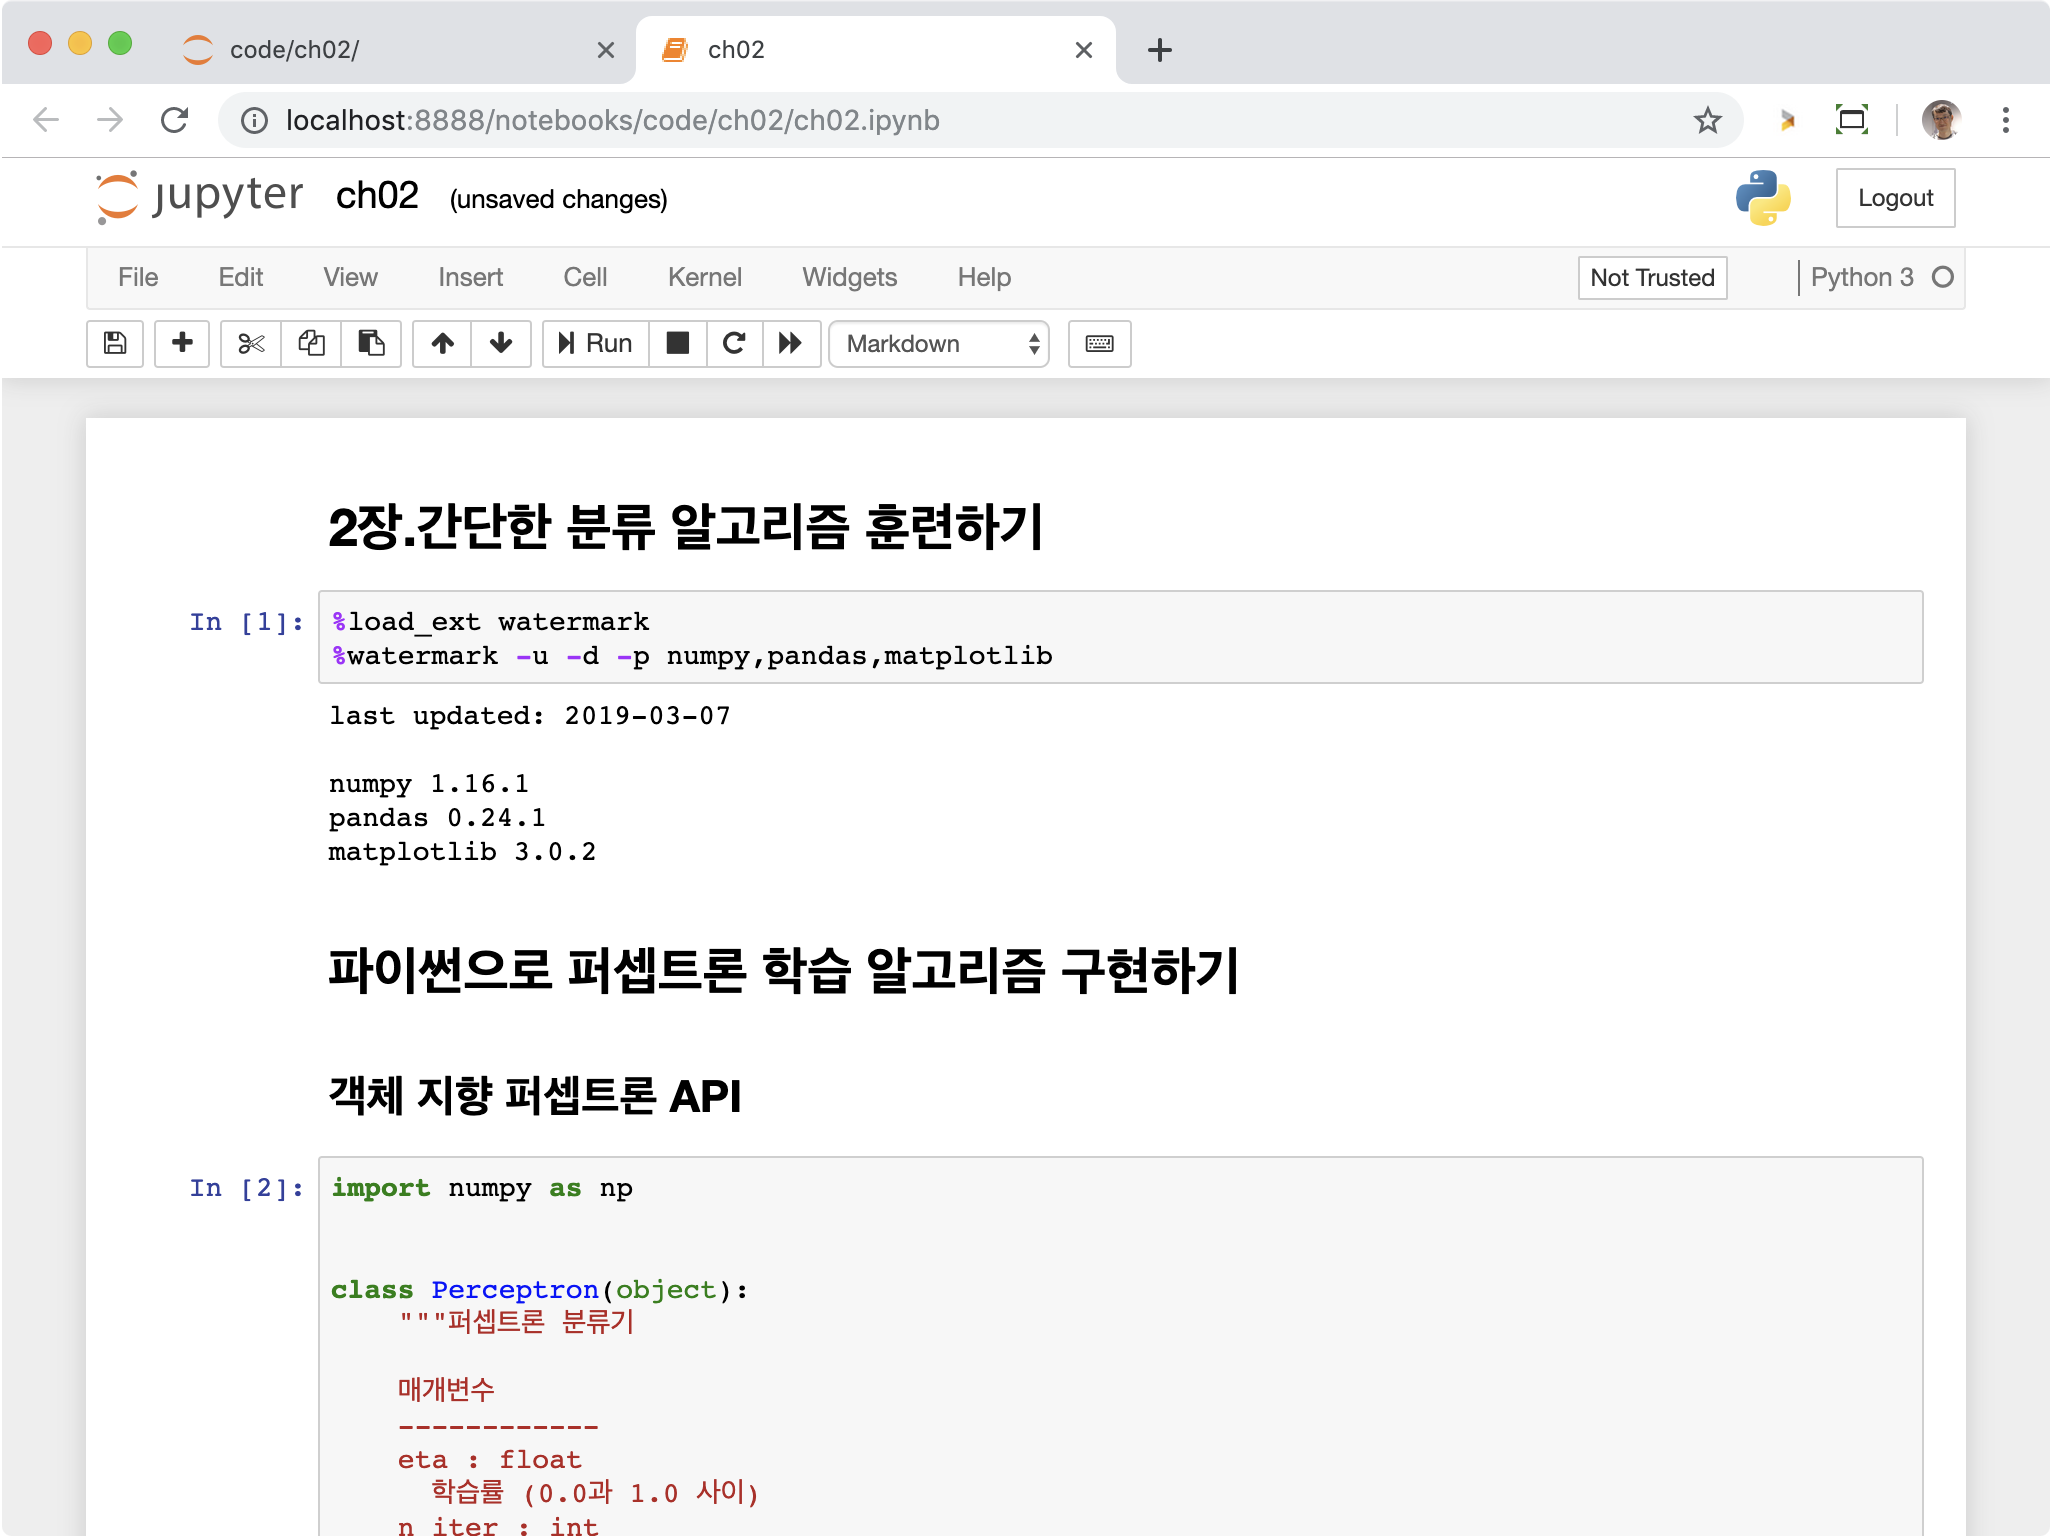 code/ch02/
ch02
localhost:8888/notebooks/code/ch02/ch02.ipynb
jupyter ch02 (unsaved changes)
Logout
File Edit View Insert Cell Kernel Widgets Help
Not Trusted
Python 3
Run
Markdown
2장.간단한 분류 알고리즘 훈련하기
In [1]:
%load_ext watermark
%watermark -u -d -p numpy,pandas,matplotlib
last updated: 2019-03-07
numpy 1.16.1
pandas 0.24.1
matplotlib 3.0.2
파이썬으로 퍼셉트론 학습 알고리즘 구현하기
객체 지향 퍼셉트론 API
In [2]:
import numpy as np
class Perceptron(object):
"""퍼셉트론 분류기
매개변수
------------
eta : float
학습률 (0.0과 1.0 사이)
n_iter : int